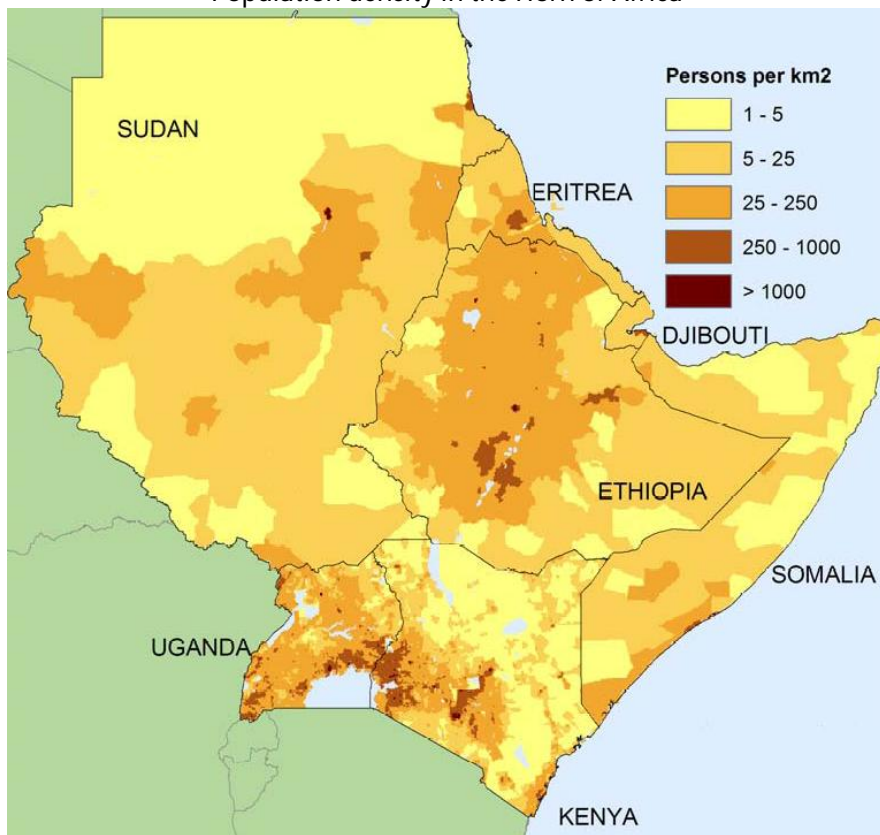 Population density in the Horn of Africa
Persons per km2
1 - 5
5 - 25
25 - 250
250 - 1000
> 1000
SUDAN
ERITREA
DJIBOUTI
ETHIOPIA
SOMALIA
UGANDA
KENYA